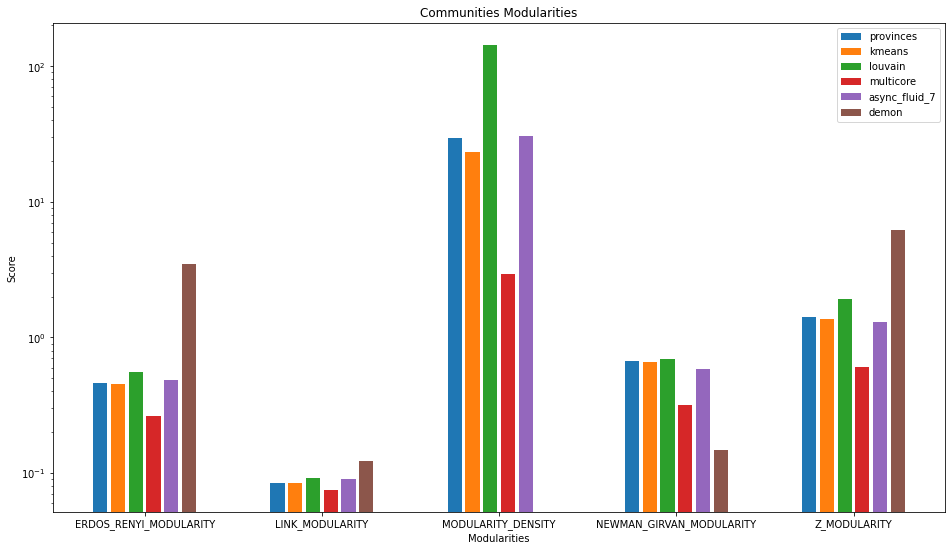 Communities Modularities
provinces
kmeans
louvain
multicore
async_fluid_7
demon
Score
10²
10¹
10⁰
10⁻¹
ERDOS_RENYI_MODULARITY
LINK_MODULARITY
MODULARITY_DENSITY
NEWMAN_GIRVAN_MODULARITY
Z_MODULARITY
Modularities